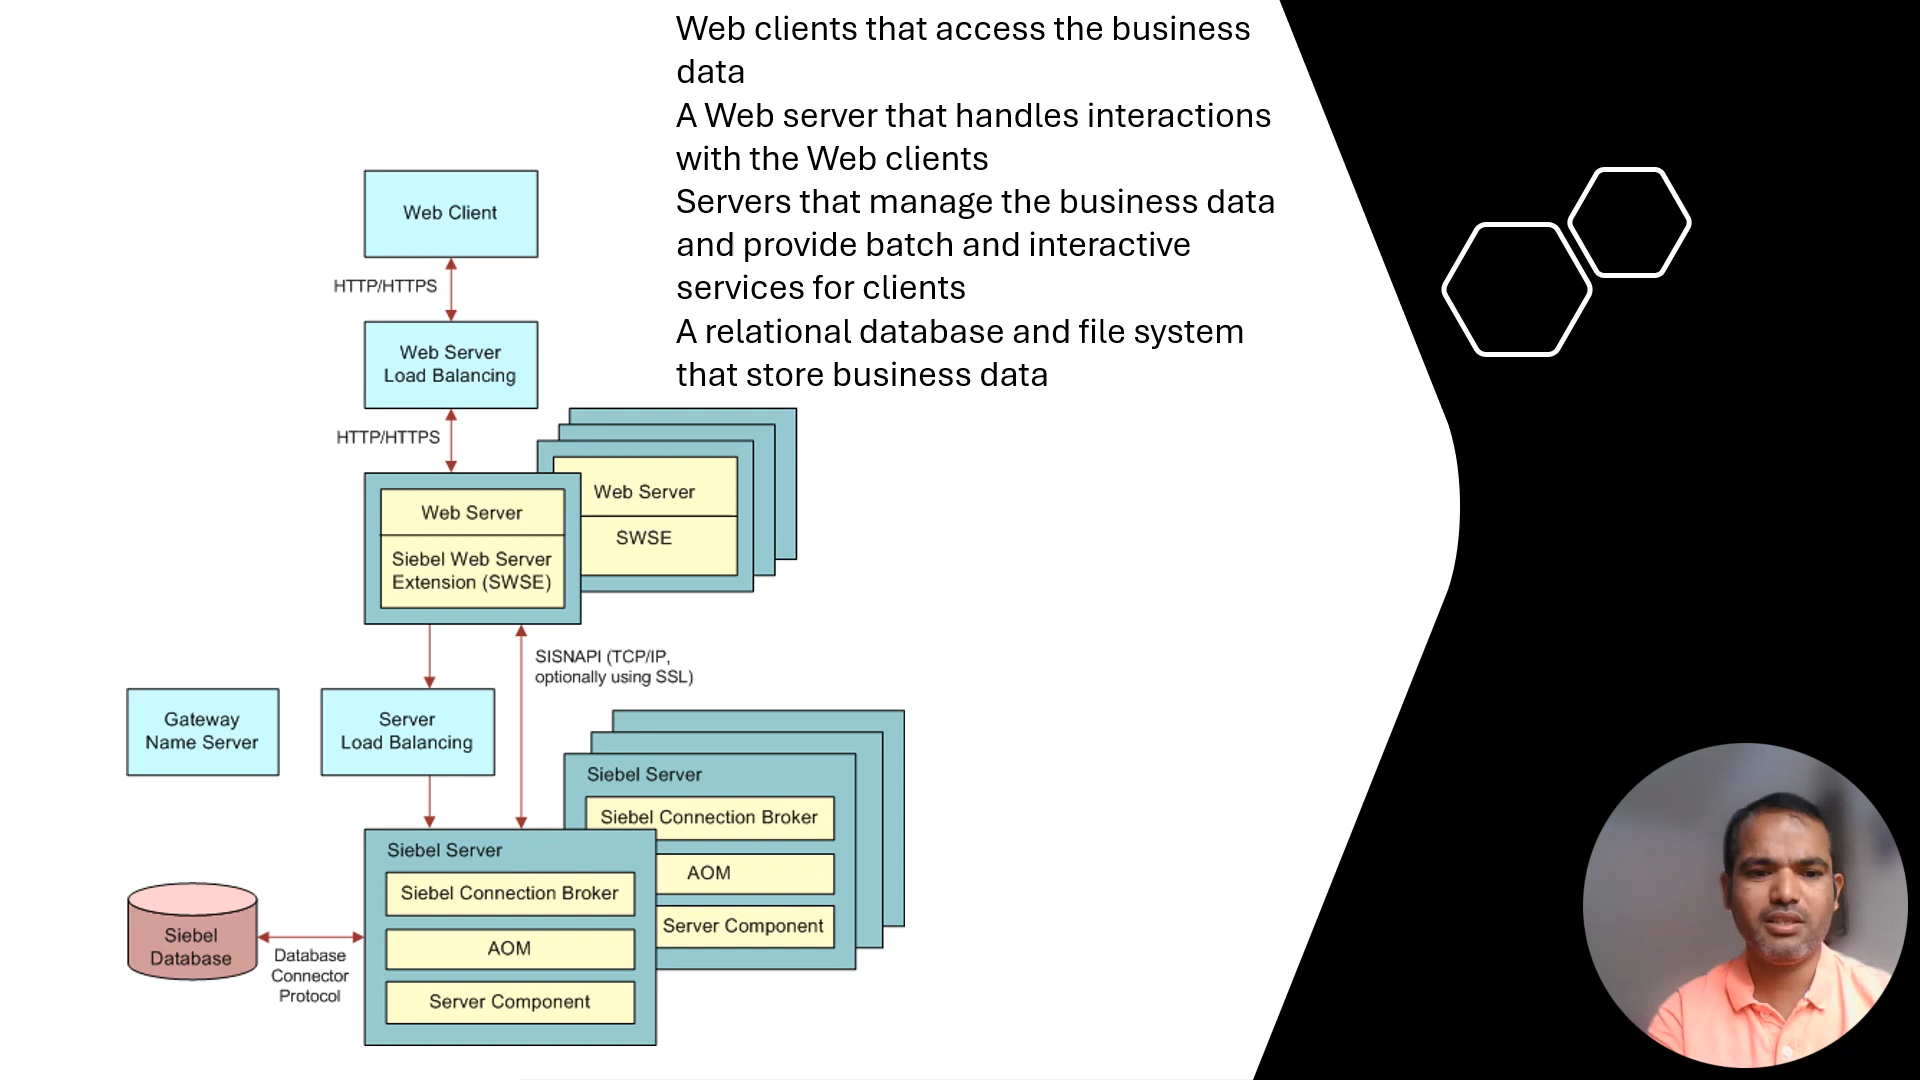 Web clients that access the business
data
A Web server that handles interactions
with the Web clients
Servers that manage the business data
and provide batch and interactive
services for clients
A relational database and file system
that store business data
Web Client
HTTP/HTTPS
Web Server
Load Balancing
HTTP/HTTPS
Web Server
SWSE
Web Server
Siebel Web Server
Extension (SWSE)
SISNAPI (TCP/IP,
optionally using SSL)
Gateway
Name Server
Server
Load Balancing
Siebel Server
Siebel Connection Broker
AOM
Server Component
Siebel Server
Siebel Connection Broker
AOM
Server Component
Siebel
Database
Database
Connector
Protocol